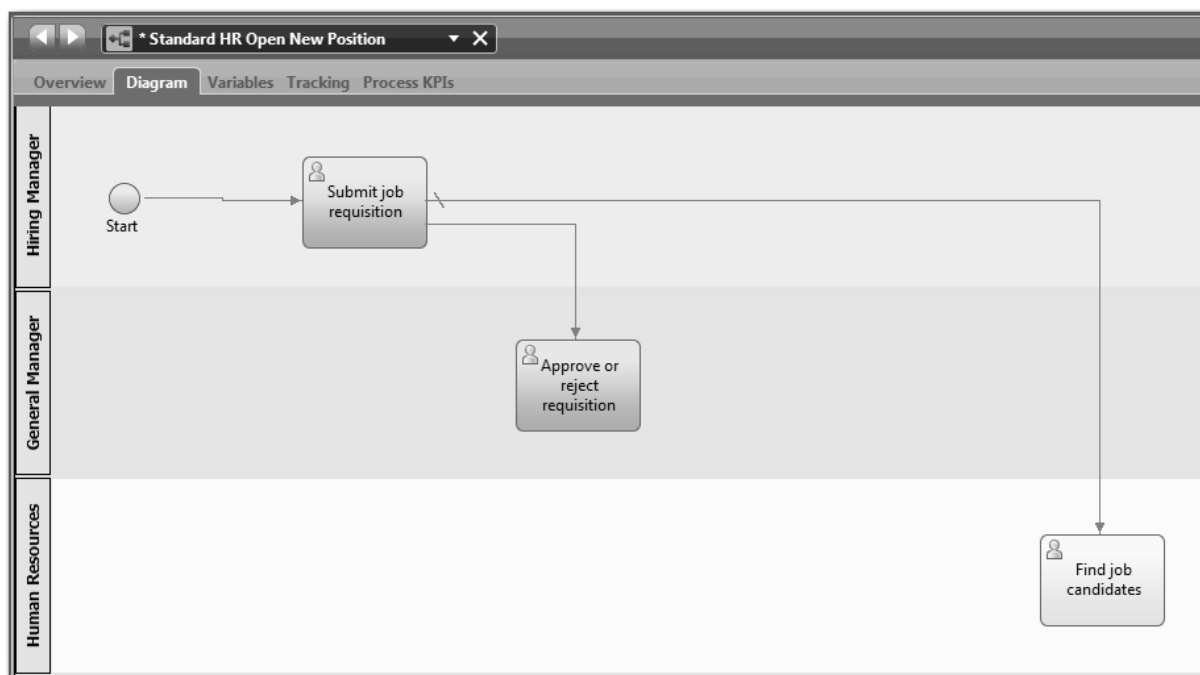 * Standard HR Open New Position
Overview Diagram Variables Tracking Process KPIs
Hiring Manager
Start
Submit job
requisition
General Manager
Approve or
reject
requisition
Human Resources
Find job
candidates